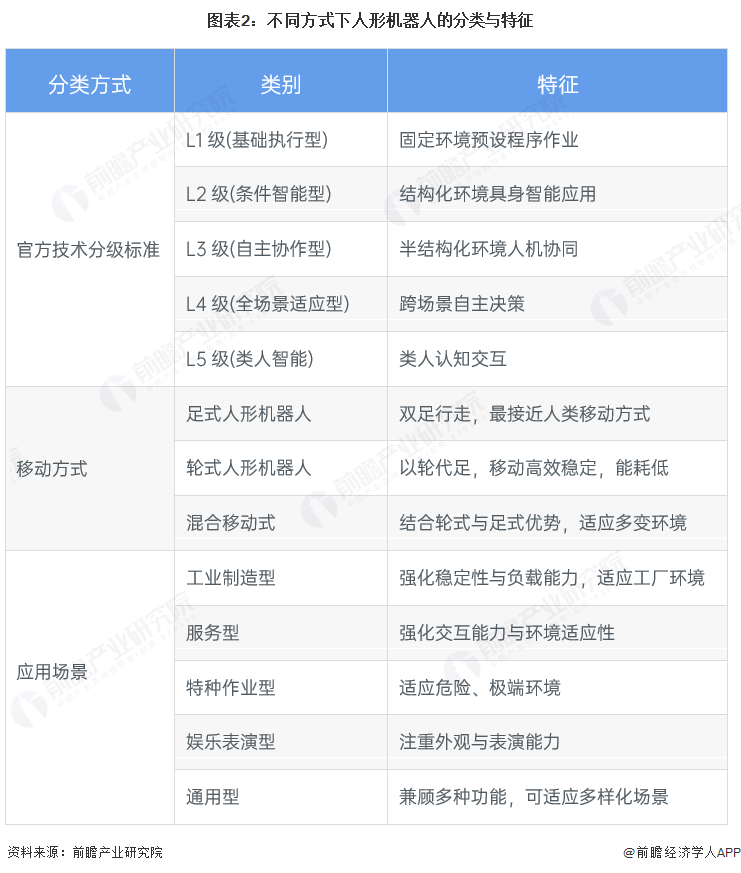 图表2：不同方式下人形机器人的分类与特征
分类方式 类别 特征
官方技术分级标准
L1 级(基础执行型) 固定环境预设程序作业
L2 级(条件智能型) 结构化环境具身智能应用
L3 级(自主协作型) 半结构化环境人机协同
L4 级(全场景适应型) 跨场景自主决策
L5 级(类人智能) 类人认知交互
移动方式
足式人形机器人 双足行走，最接近人类移动方式
轮式人形机器人 以轮代足，移动高效稳定，能耗低
混合移动式 结合轮式与足式优势，适应多变环境
应用场景
工业制造型 强化稳定性与负载能力，适应工厂环境
服务型 强化交互能力与环境适应性
特种作业型 适应危险、极端环境
娱乐表演型 注重外观与表演能力
通用型 兼顾多种功能，可适应多样化场景
资料来源：前瞻产业研究院 @前瞻经济学人APP
前瞻产业研究院